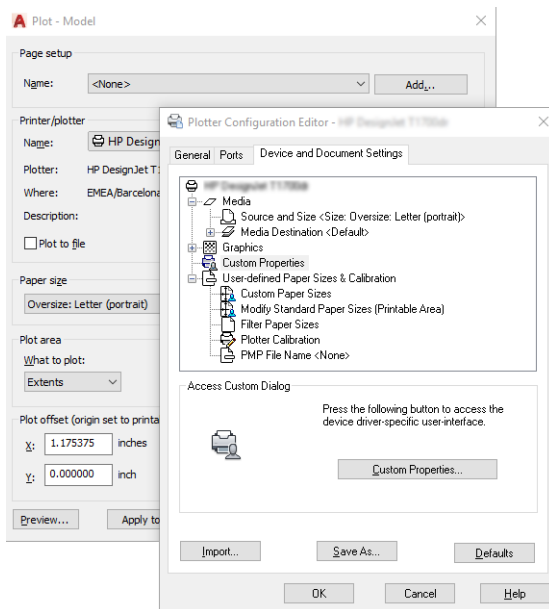 Plot - Model
Page setup
Name:
<None>
Add...
Printer/plotter
Name:
HP Design
Plotter:
HP DesignJet T1
Where:
EMEA/Barcelona
Description:
Plot to file
Paper size
Oversize: Letter (portrait)
Plot area
What to plot:
Extents
Plot offset (origin set to printa
X:
1.175375
inches
Y:
0.000000
inch
Preview...
Apply to
Plotter Configuration Editor -
General
Ports
Device and Document Settings
Media
Source and Size <Size: Oversize: Letter (portrait)>
Media Destination <Default>
Graphics
Custom Properties
User-defined Paper Sizes & Calibration
Custom Paper Sizes
Modify Standard Paper Sizes (Printable Area)
Filter Paper Sizes
Plotter Calibration
PMP File Name <None>
Access Custom Dialog
Press the following button to access the
device driver-specific user-interface.
Custom Properties...
Import...
Save As...
Defaults
OK
Cancel
Help